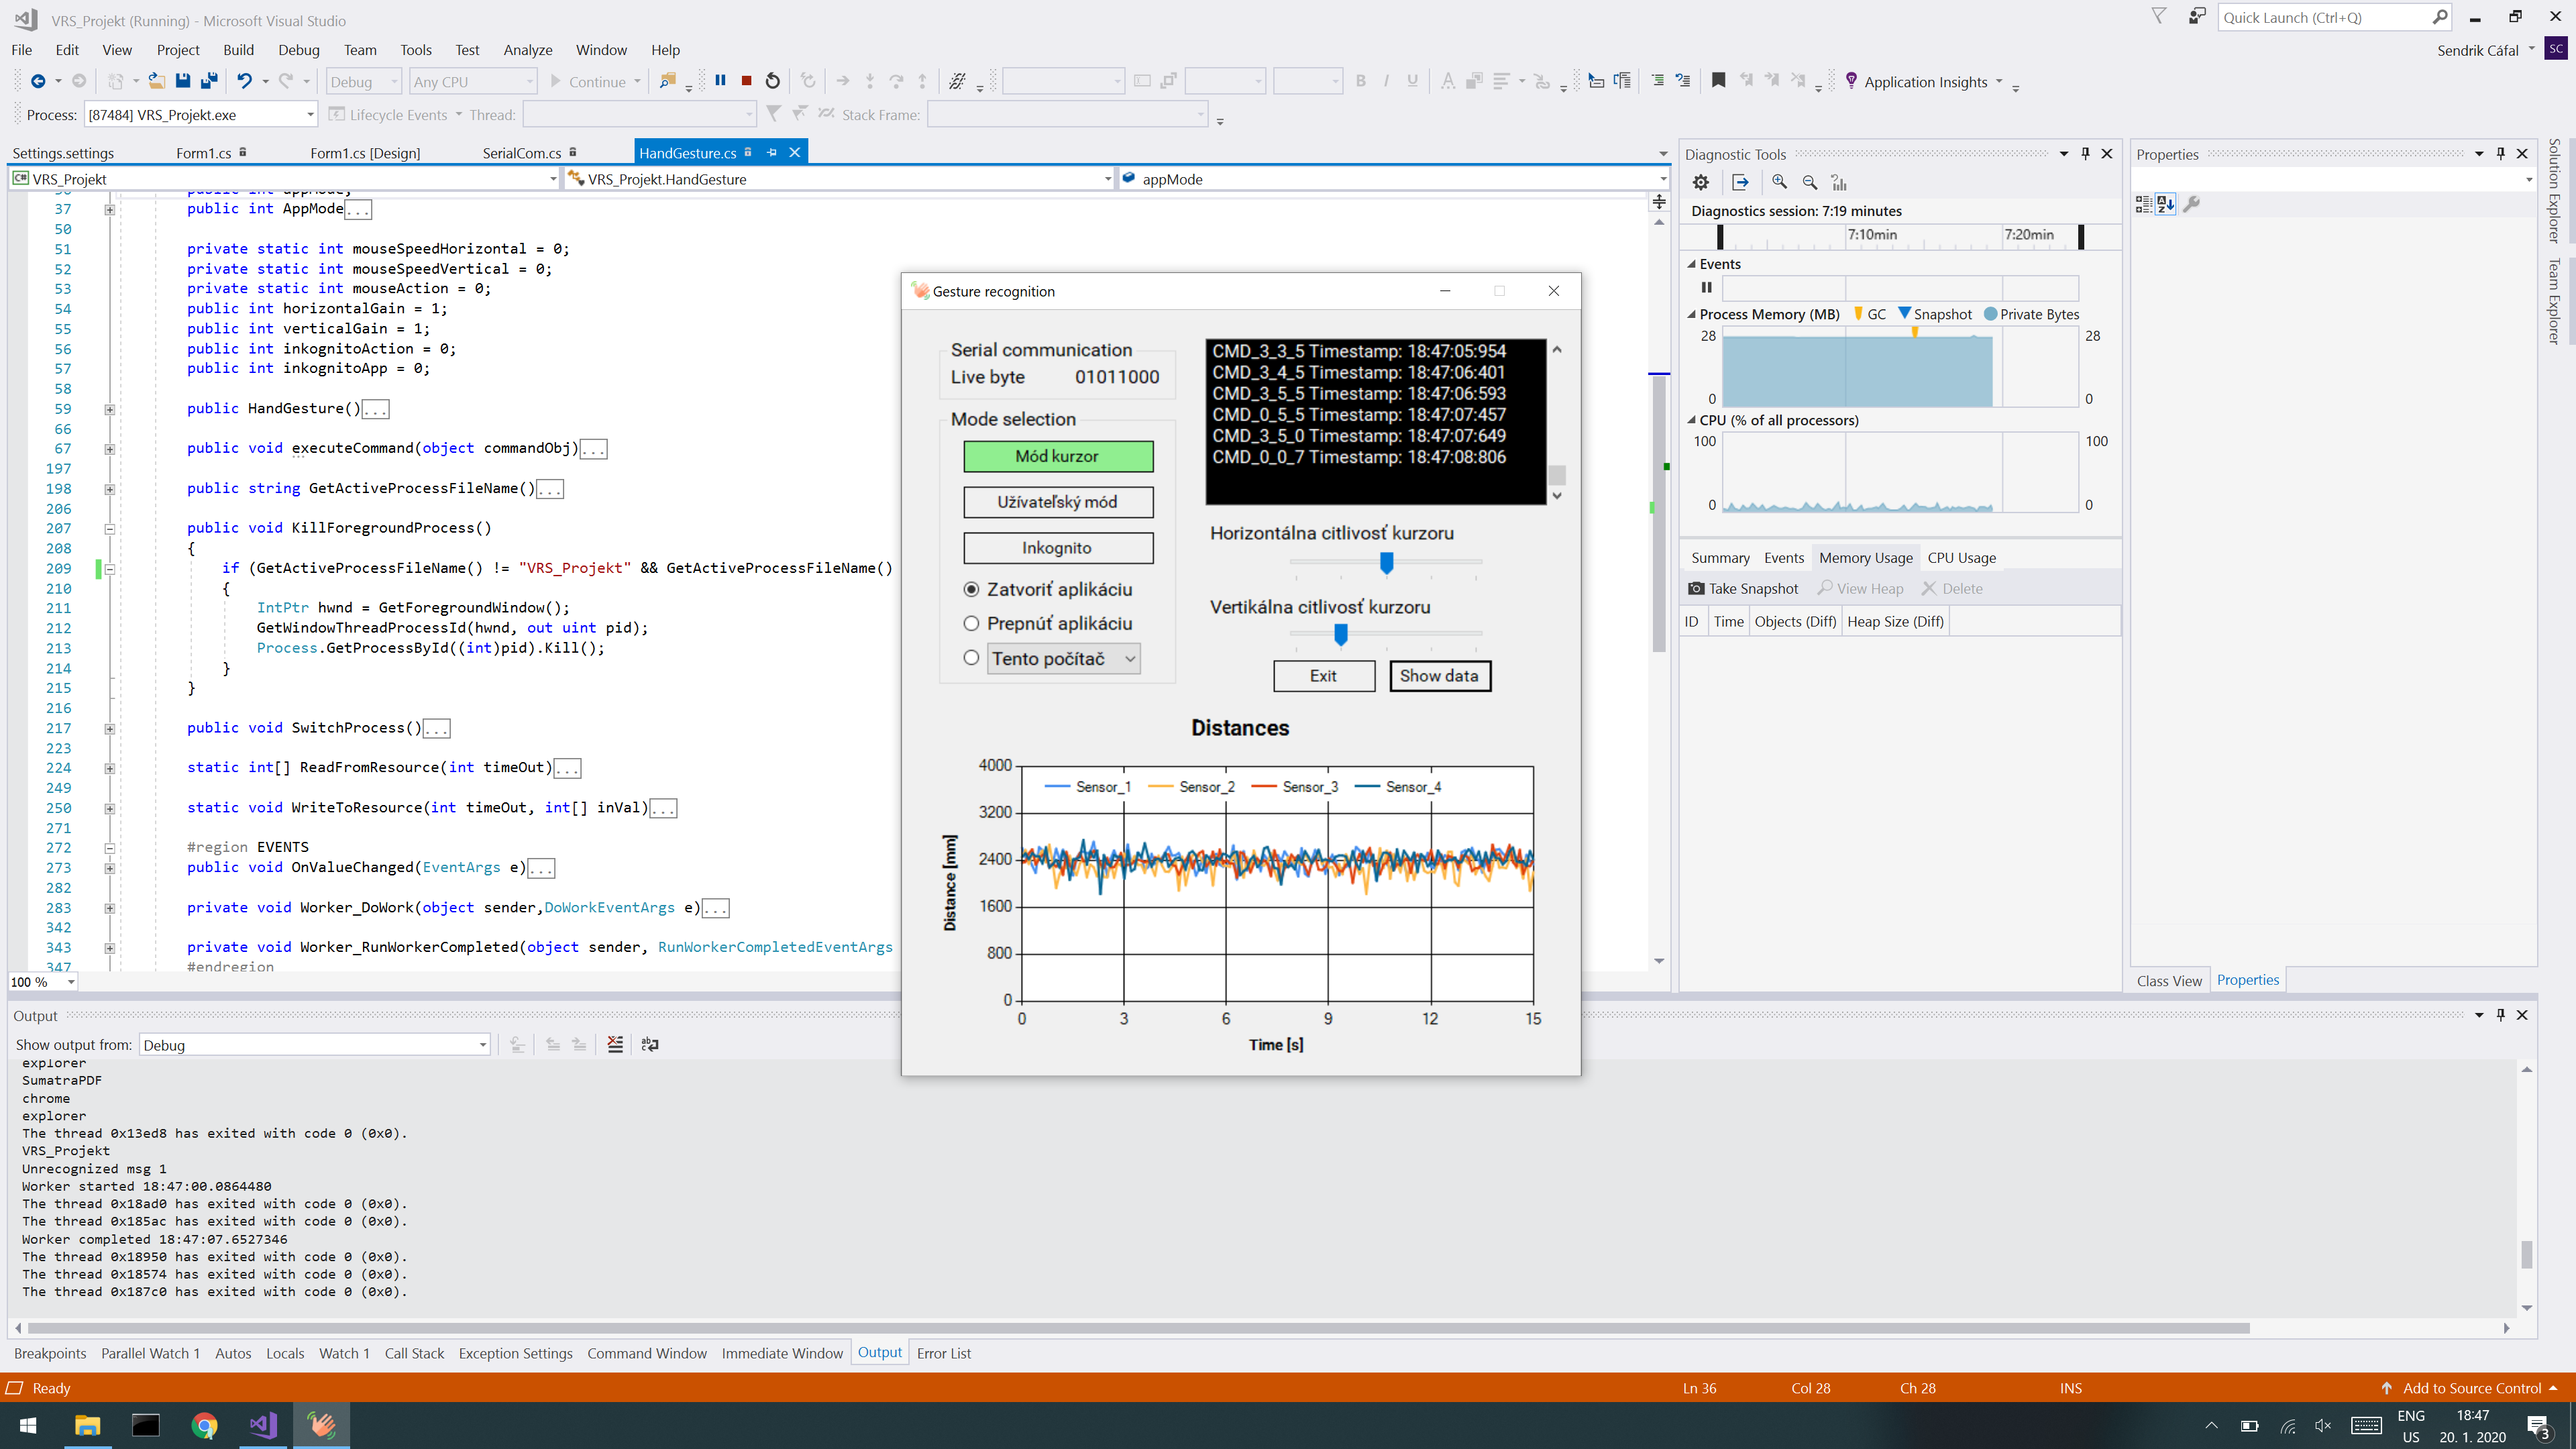 VRS_Projekt (Running) - Microsoft Visual Studio
Quick Launch (Ctrl+Q)
File Edit View Project Build Debug Team Tools Test Analyze Window Help
Sendrik Cáfal SC
Debug Any CPU Continue Application Insights
Process: [87484] VRS_Projekt.exe Lifecycle Events Thread: Stack Frame:
Settings.settings Form1.cs Form1.cs [Design] SerialCom.cs HandGesture.cs
VRS_Projekt VRS_Projekt.HandGesture appMode
37 public int AppMode...
50
51 private static int mouseSpeedHorizontal = 0;
52 private static int mouseSpeedVertical = 0;
53 private static int mouseAction = 0;
54 public int horizontalGain = 1;
55 public int verticalGain = 1;
56 public int inkognitoAction = 0;
57 public int inkognitoApp = 0;
58
59 public HandGesture()...
66
67 public void executeCommand(object commandObj)...
197
198 public string GetActiveProcessFileName()...
206
207 public void KillForegroundProcess()
208 {
209 if (GetActiveProcessFileName() != "VRS_Projekt" && GetActiveProcessFileName()
210 {
211 IntPtr hwnd = GetForegroundWindow();
212 GetWindowThreadProcessId(hwnd, out uint pid);
213 Process.GetProcessById((int)pid).Kill();
214 }
215 }
216
217 public void SwitchProcess()...
223
224 static int[] ReadFromResource(int timeOut)...
249
250 static void WriteToResource(int timeOut, int[] inVal)...
271
272 #region EVENTS
273 public void OnValueChanged(EventArgs e)...
282
283 private void Worker_DoWork(object sender,DoWorkEventArgs e)...
342
343 private void Worker_RunWorkerCompleted(object sender, RunWorkerCompletedEventArgs
347 #endregion
100 %
Gesture recognition
Serial communication
Live byte 01011000
Mode selection
Mód kurzor
Užívateľský mód
Inkognito
Zatvoriť aplikáciu
Prepnúť aplikáciu
Tento počítač
CMD_3_3_5 Timestamp: 18:47:05:954
CMD_3_4_5 Timestamp: 18:47:06:401
CMD_3_5_5 Timestamp: 18:47:06:593
CMD_0_5_5 Timestamp: 18:47:07:457
CMD_3_5_0 Timestamp: 18:47:07:649
CMD_0_0_7 Timestamp: 18:47:08:806
Horizontálna citlivosť kurzoru
Vertikálna citlivosť kurzoru
Exit Show data
Distances
Sensor_1 Sensor_2 Sensor_3 Sensor_4
4000
3200
2400
1600
800
0
Distance [mm]
0 3 6 9 12 15
Time [s]
Diagnostic Tools
Diagnostics session: 7:19 minutes
7:10min 7:20min
Events
Process Memory (MB) GC Snapshot Private Bytes
28 28
0 0
CPU (% of all processors)
100 100
0 0
Summary Events Memory Usage CPU Usage
Take Snapshot View Heap Delete
ID Time Objects (Diff) Heap Size (Diff)
Properties
Class View Properties
Solution Explorer
Team Explorer
Output
Show output from: Debug
explorer
SumatraPDF
chrome
explorer
The thread 0x13ed8 has exited with code 0 (0x0).
VRS_Projekt
Unrecognized msg 1
Worker started 18:47:00.0864480
The thread 0x18ad0 has exited with code 0 (0x0).
The thread 0x185ac has exited with code 0 (0x0).
Worker completed 18:47:07.6527346
The thread 0x18950 has exited with code 0 (0x0).
The thread 0x18574 has exited with code 0 (0x0).
The thread 0x187c0 has exited with code 0 (0x0).
Breakpoints Parallel Watch 1 Autos Locals Watch 1 Call Stack Exception Settings Command Window Immediate Window Output Error List
Ready Ln 36 Col 28 Ch 28 INS Add to Source Control
ENG 18:47
US 20. 1. 2020 3